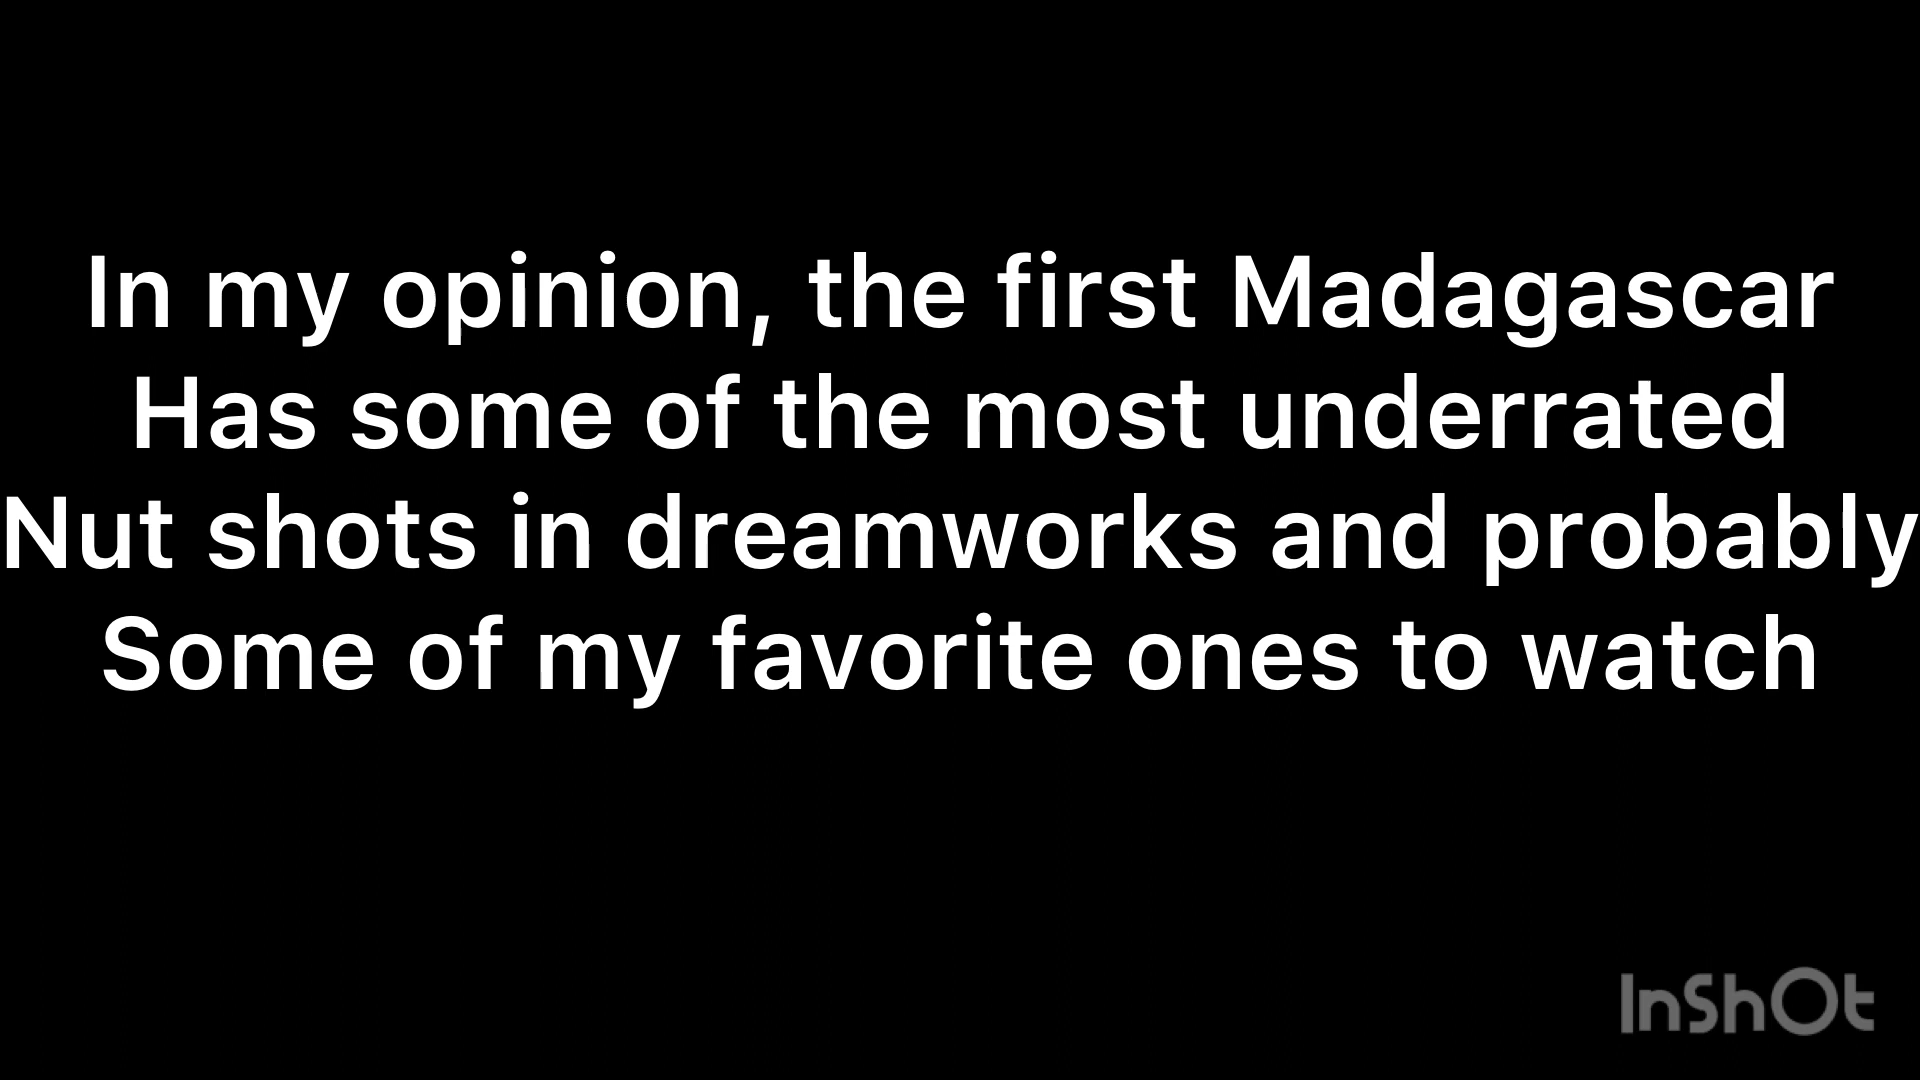 In my opinion, the first Madagascar
Has some of the most underrated
Nut shots in dreamworks and probably
Some of my favorite ones to watch
InShOt